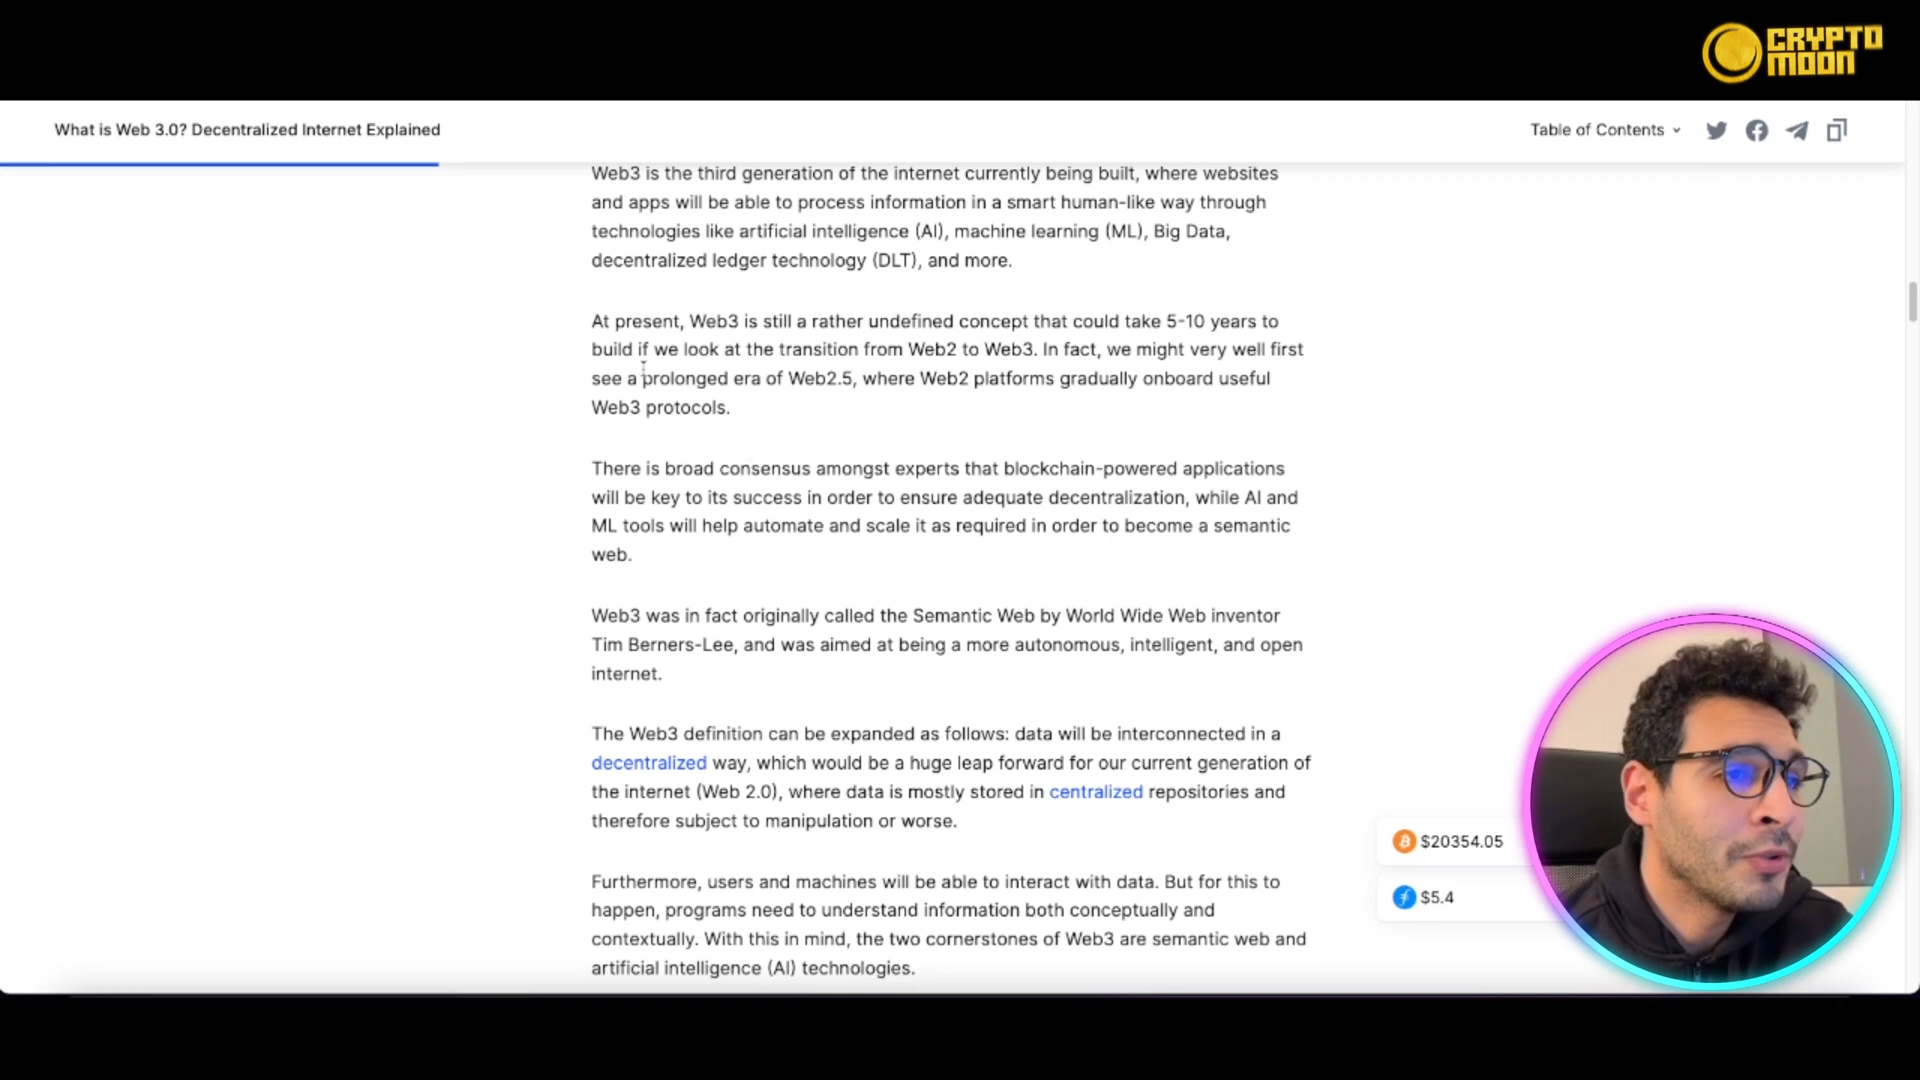 CRYPTO
MOON
What is Web 3.0? Decentralized Internet Explained
Table of Contents
Web3 is the third generation of the internet currently being built, where websites
and apps will be able to process information in a smart human-like way through
technologies like artificial intelligence (AI), machine learning (ML), Big Data,
decentralized ledger technology (DLT), and more.
At present, Web3 is still a rather undefined concept that could take 5-10 years to
build if we look at the transition from Web2 to Web3. In fact, we might very well first
see a prolonged era of Web2.5, where Web2 platforms gradually onboard useful
Web3 protocols.
There is broad consensus amongst experts that blockchain-powered applications
will be key to its success in order to ensure adequate decentralization, while AI and
ML tools will help automate and scale it as required in order to become a semantic
web.
Web3 was in fact originally called the Semantic Web by World Wide Web inventor
Tim Berners-Lee, and was aimed at being a more autonomous, intelligent, and open
internet.
The Web3 definition can be expanded as follows: data will be interconnected in a
decentralized way, which would be a huge leap forward for our current generation of
the internet (Web 2.0), where data is mostly stored in centralized repositories and
therefore subject to manipulation or worse.
Furthermore, users and machines will be able to interact with data. But for this to
happen, programs need to understand information both conceptually and
contextually. With this in mind, the two cornerstones of Web3 are semantic web and
artificial intelligence (AI) technologies.
$20354.05
$5.4